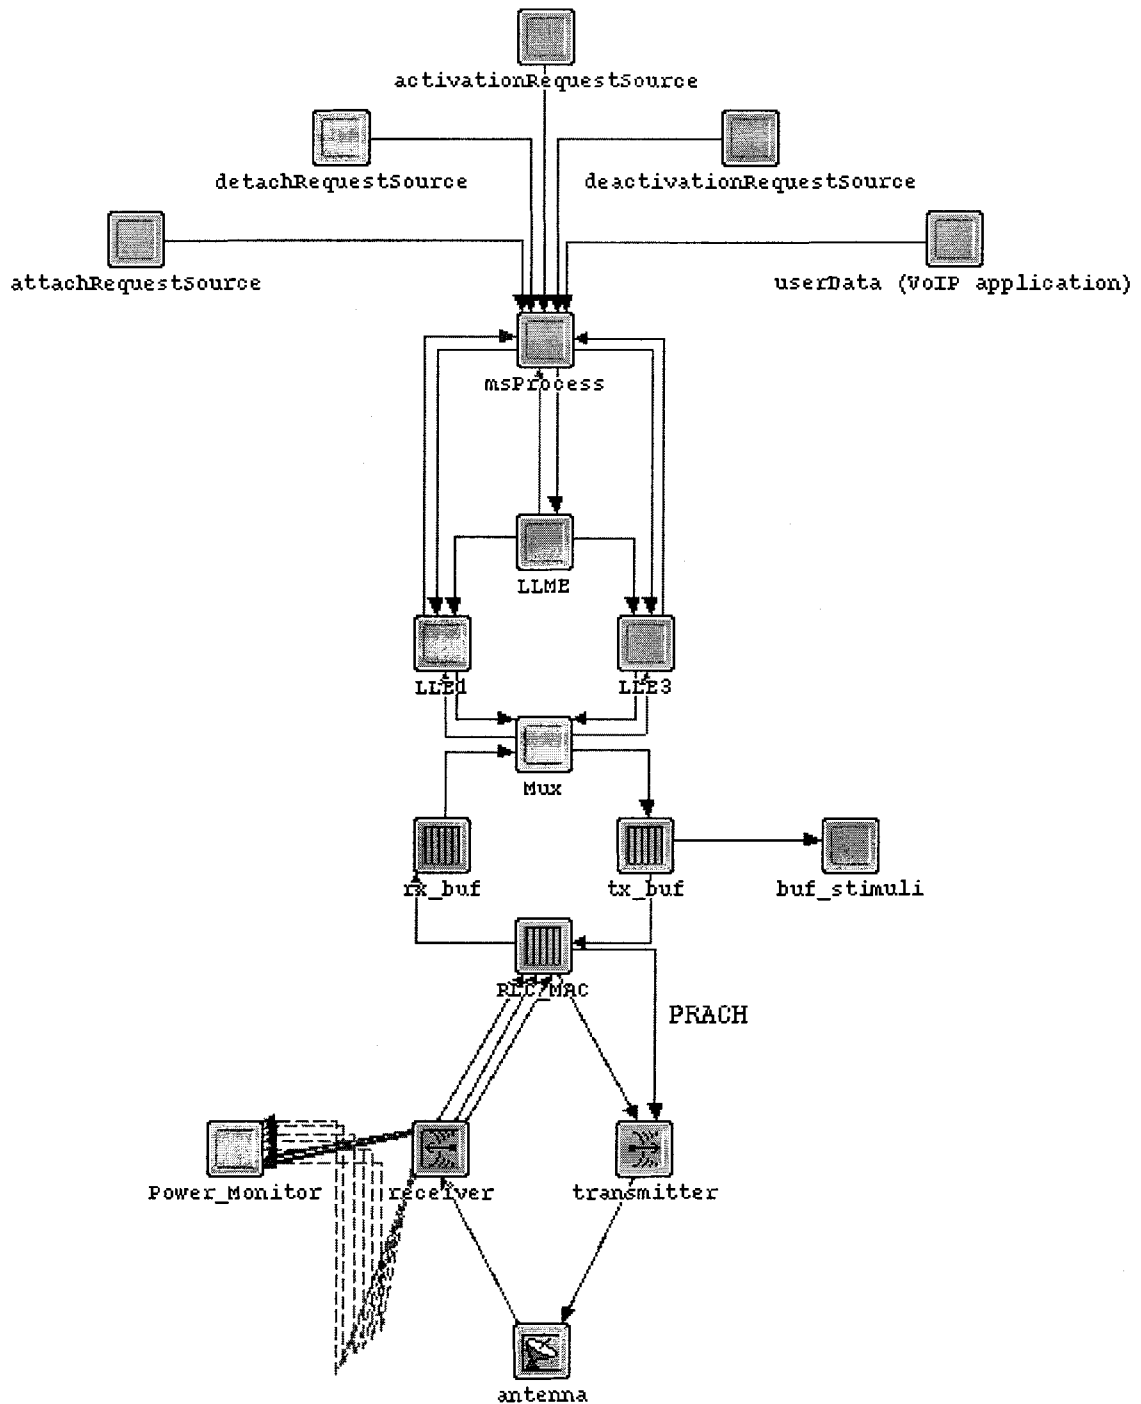 activationRequestSource
detachRequestSource
deactivationRequestSource
attachRequestSource
userData (VoIP application)
msProcess
LLME
LLE1
LLE3
Mux
rx_buf
tx_buf
buf_stimuli
RLC/MAC
PRACH
Power_Monitor
receiver
transmitter
antenna